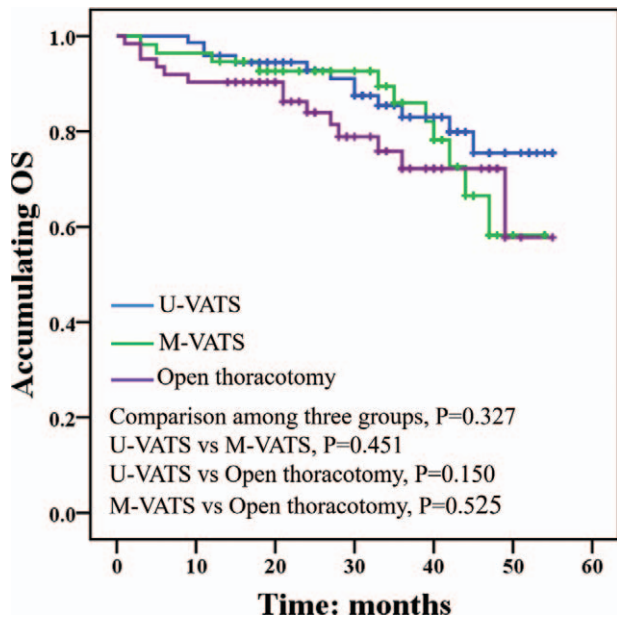 Accumulating OS
1.0
0.8
0.6
0.4
0.2
0.0
U-VATS
M-VATS
Open thoracotomy
Comparison among three groups, P=0.327
U-VATS vs M-VATS, P=0.451
U-VATS vs Open thoracotomy, P=0.150
M-VATS vs Open thoracotomy, P=0.525
0 10 20 30 40 50 60
Time: months